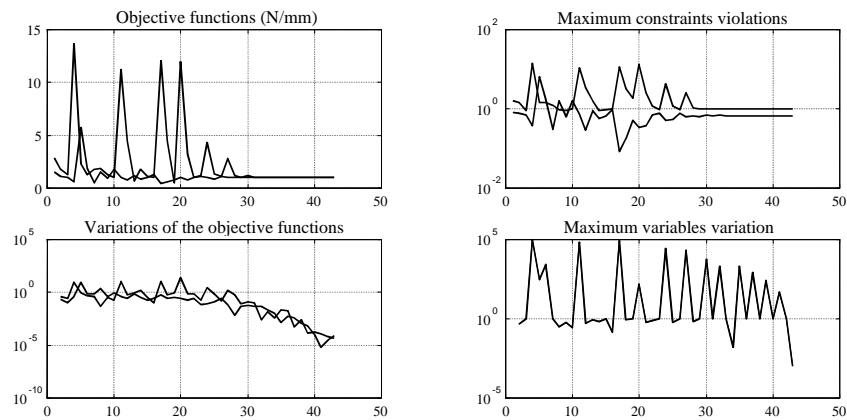 Objective functions (N/mm)
15
10
5
0
0 10 20 30 40 50
Maximum constraints violations
10^2
10^0
10^-2
0 10 20 30 40 50
Variations of the objective functions
10^5
10^0
10^-5
10^-10
0 10 20 30 40 50
Maximum variables variation
10^5
10^0
10^-5
0 10 20 30 40 50